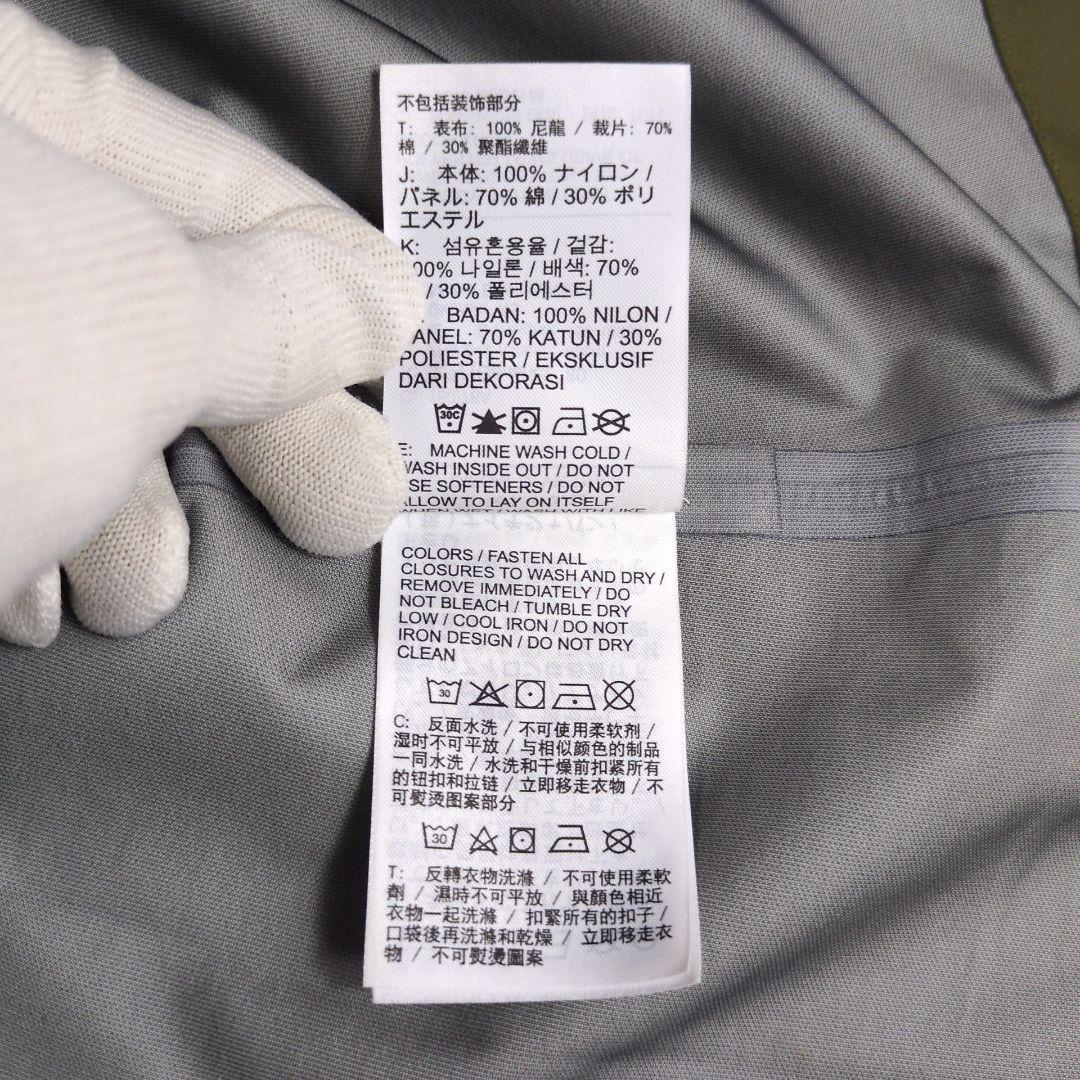 不包括装饰部分
T: 表布: 100% 尼龍 / 裁片: 70%
棉 / 30% 聚酯纖維
J: 本体: 100% ナイロン /
パネル: 70% 綿 / 30% ポリ
エステル
K: 섬유혼용율 / 겉감:
00% 나일론 / 배색: 70%
/ 30% 폴리에스터
BADAN: 100% NILON /
ANEL: 70% KATUN / 30%
POLIESTER / EKSKLUSIF
DARI DEKORASI
30C
E: MACHINE WASH COLD /
WASH INSIDE OUT / DO NOT
SE SOFTENERS / DO NOT
ALLOW TO LAY ON ITSELF
WHEN WET / WASH WITH LIKE
COLORS / FASTEN ALL
CLOSURES TO WASH AND DRY /
REMOVE IMMEDIATELY / DO
NOT BLEACH / TUMBLE DRY
LOW / COOL IRON / DO NOT
IRON DESIGN / DO NOT DRY
CLEAN
30
C: 反面水洗 / 不可使用柔软剂 /
湿时不可平放 / 与相似颜色的制品
一同水洗 / 水洗和干燥前扣紧所有
的钮扣和拉链 / 立即移走衣物 / 不
可熨烫图案部分
30
T: 反轉衣物洗滌 / 不可使用柔軟
劑 / 濕時不可平放 / 與顏色相近
衣物一起洗滌 / 扣緊所有的扣子 /
口袋後再洗滌和乾燥 / 立即移走衣
物 / 不可熨燙圖案